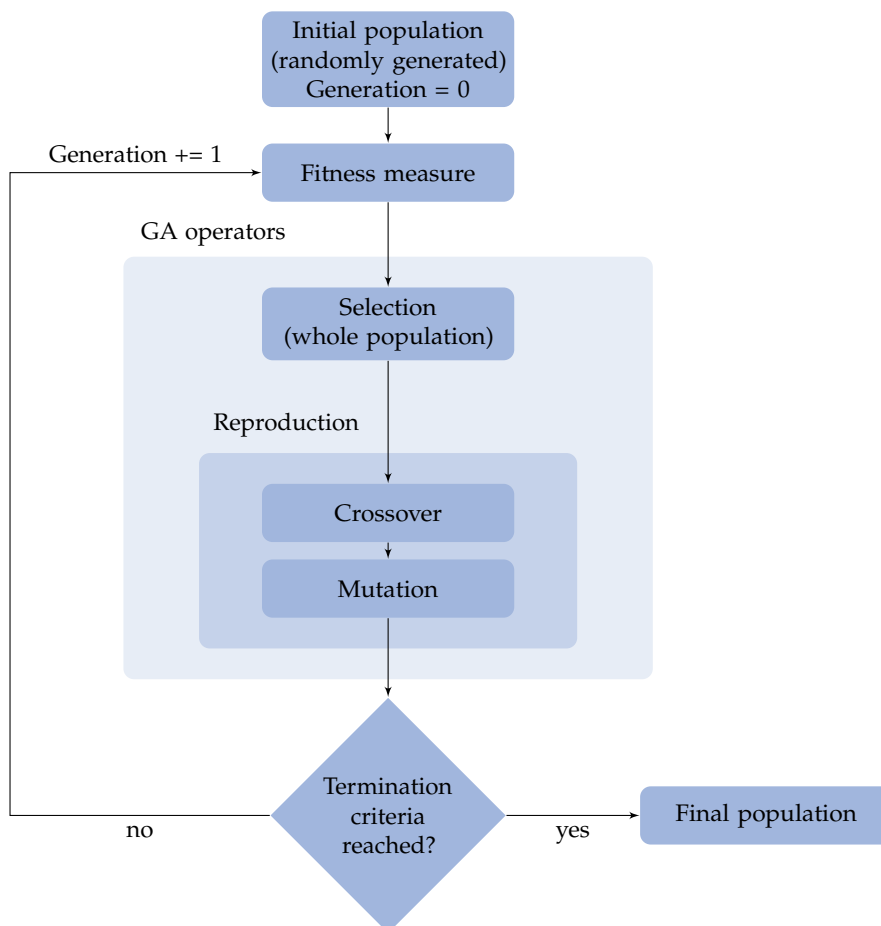 Initial population
(randomly generated)
Generation = 0
Generation += 1
Fitness measure
GA operators
Selection
(whole population)
Reproduction
Crossover
Mutation
Termination
criteria
reached?
no
yes
Final population